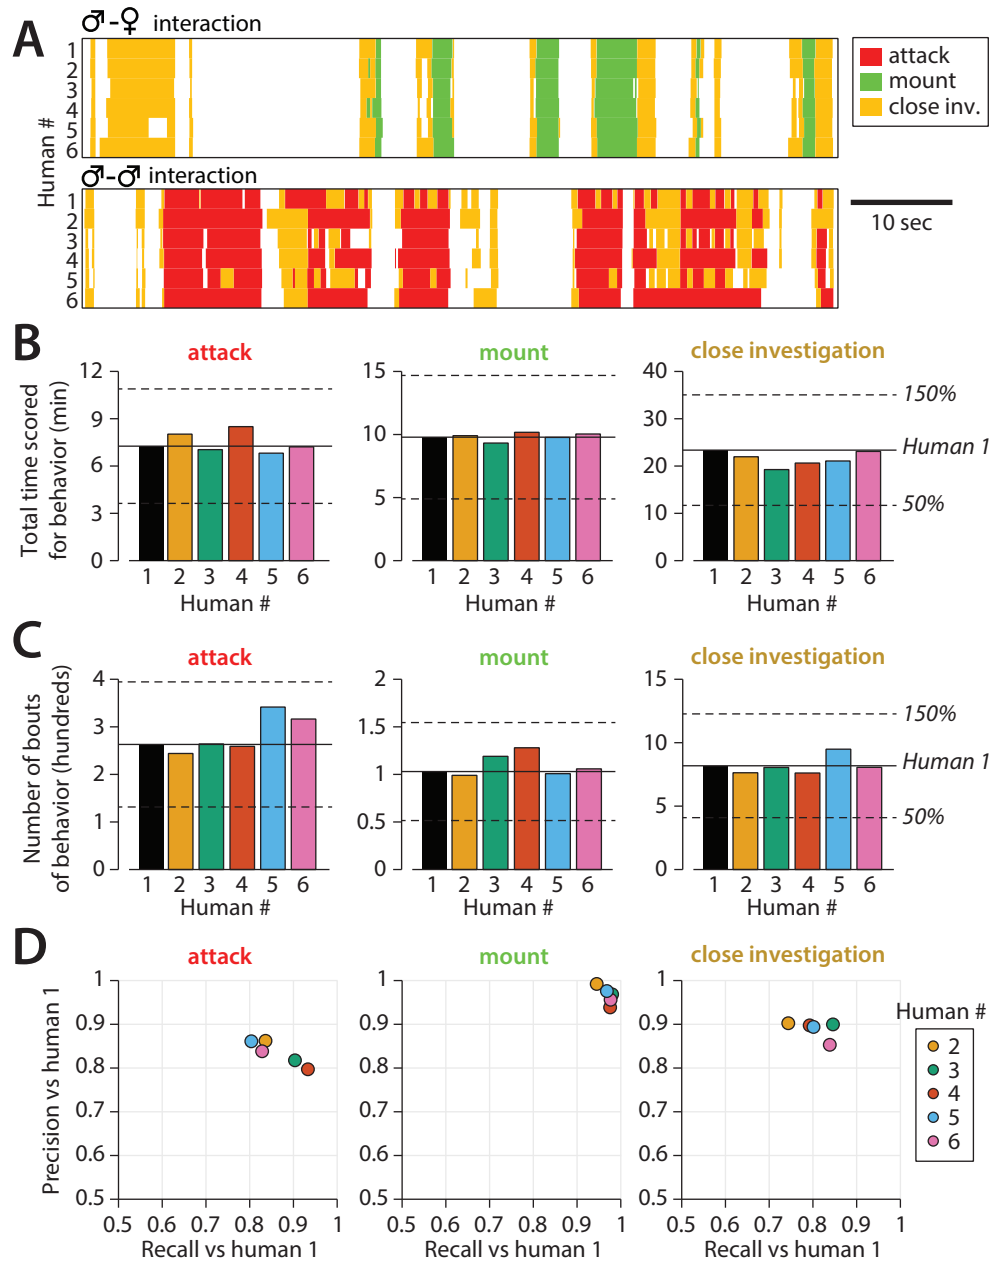 A
♂-♀ interaction
Human #
1
2
3
4
5
6
attack
mount
close inv.
♂-♂ interaction
1
2
3
4
5
6
10 sec
B
attack
mount
close investigation
Total time scored
for behavior (min)
12
9
6
3
0
1 2 3 4 5 6
Human #
15
10
5
0
1 2 3 4 5 6
Human #
40
30
20
10
0
1 2 3 4 5 6
Human #
150%
Human 1
50%
C
attack
mount
close investigation
Number of bouts
of behavior (hundreds)
4
3
2
1
0
1 2 3 4 5 6
Human #
2
1.5
1
0.5
0
1 2 3 4 5 6
Human #
15
10
5
0
1 2 3 4 5 6
Human #
150%
Human 1
50%
D
attack
mount
close investigation
Precision vs human 1
1
0.9
0.8
0.7
0.6
0.5
0.5 0.6 0.7 0.8 0.9 1
Recall vs human 1
1
0.9
0.8
0.7
0.6
0.5
0.5 0.6 0.7 0.8 0.9 1
Recall vs human 1
1
0.9
0.8
0.7
0.6
0.5
0.5 0.6 0.7 0.8 0.9 1
Recall vs human 1
Human #
2
3
4
5
6